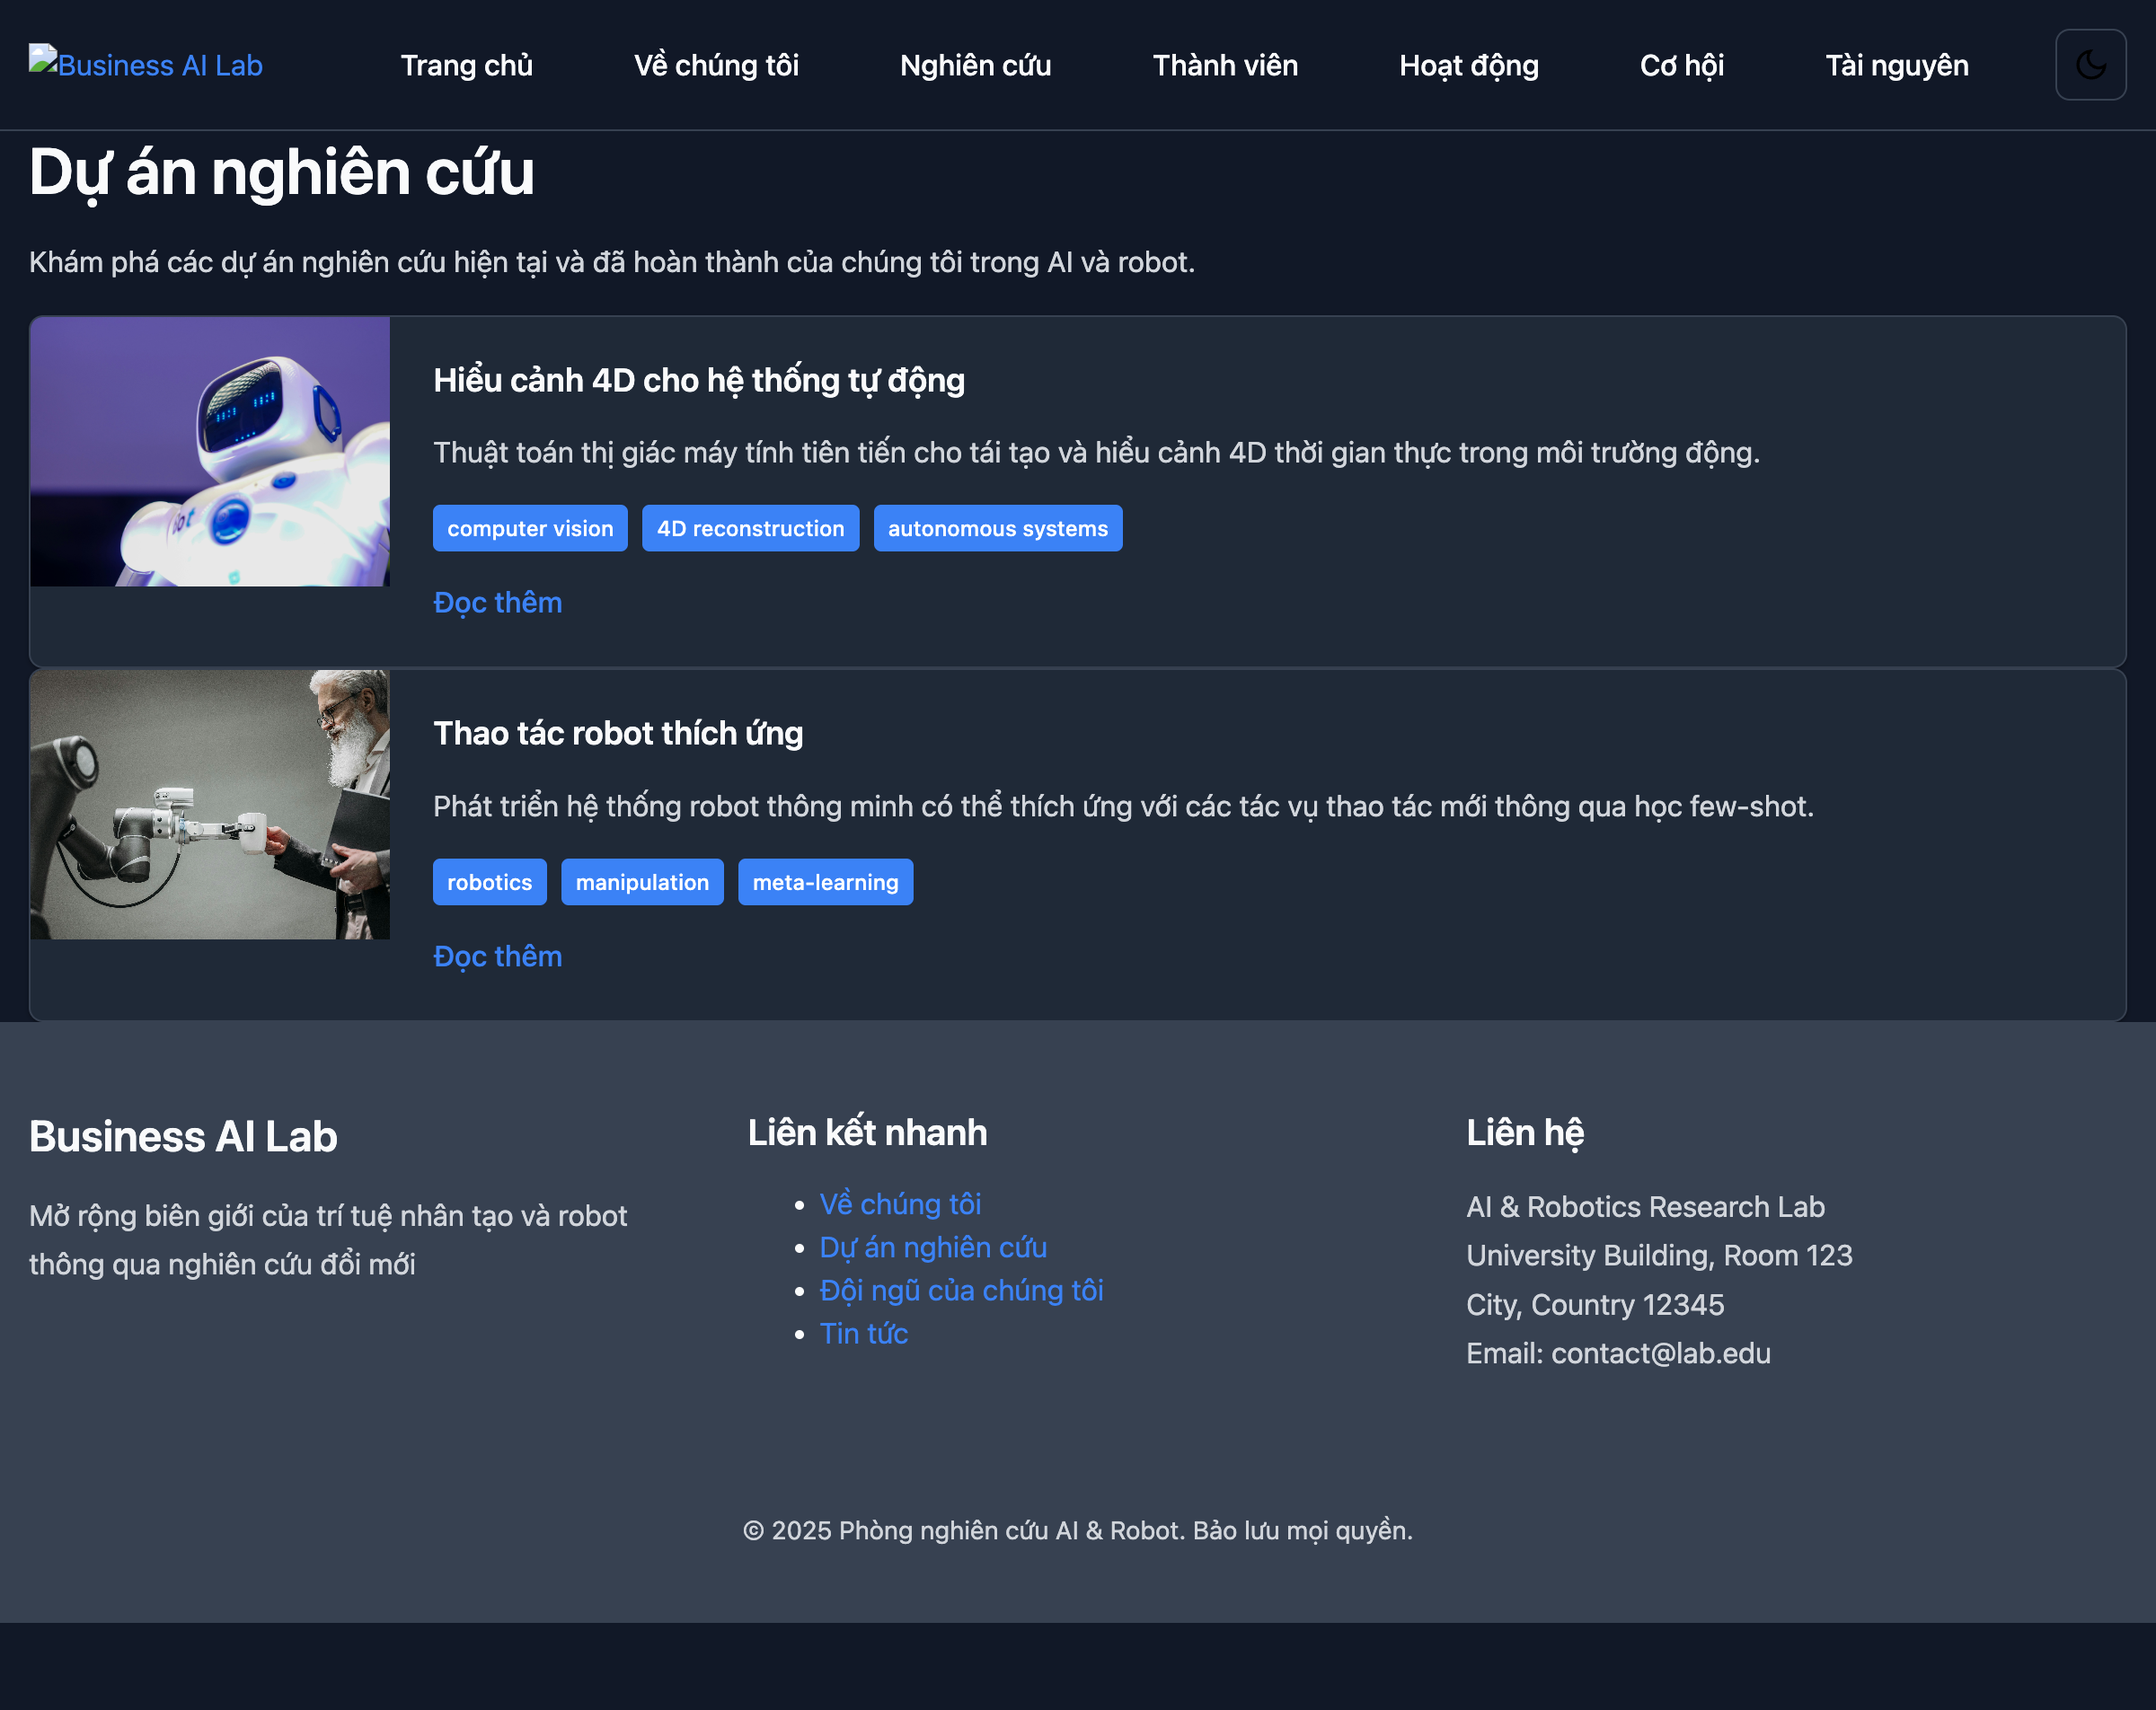 Business AI Lab
Trang chủ
Về chúng tôi
Nghiên cứu
Thành viên
Hoạt động
Cơ hội
Tài nguyên
Dự án nghiên cứu
Khám phá các dự án nghiên cứu hiện tại và đã hoàn thành của chúng tôi trong AI và robot.
Hiểu cảnh 4D cho hệ thống tự động
Thuật toán thị giác máy tính tiên tiến cho tái tạo và hiểu cảnh 4D thời gian thực trong môi trường động.
computer vision
4D reconstruction
autonomous systems
Đọc thêm
Thao tác robot thích ứng
Phát triển hệ thống robot thông minh có thể thích ứng với các tác vụ thao tác mới thông qua học few-shot.
robotics
manipulation
meta-learning
Đọc thêm
Business AI Lab
Mở rộng biên giới của trí tuệ nhân tạo và robot
thông qua nghiên cứu đổi mới
Liên kết nhanh
Về chúng tôi
Dự án nghiên cứu
Đội ngũ của chúng tôi
Tin tức
Liên hệ
AI & Robotics Research Lab
University Building, Room 123
City, Country 12345
Email: contact@lab.edu
© 2025 Phòng nghiên cứu AI & Robot. Bảo lưu mọi quyền.